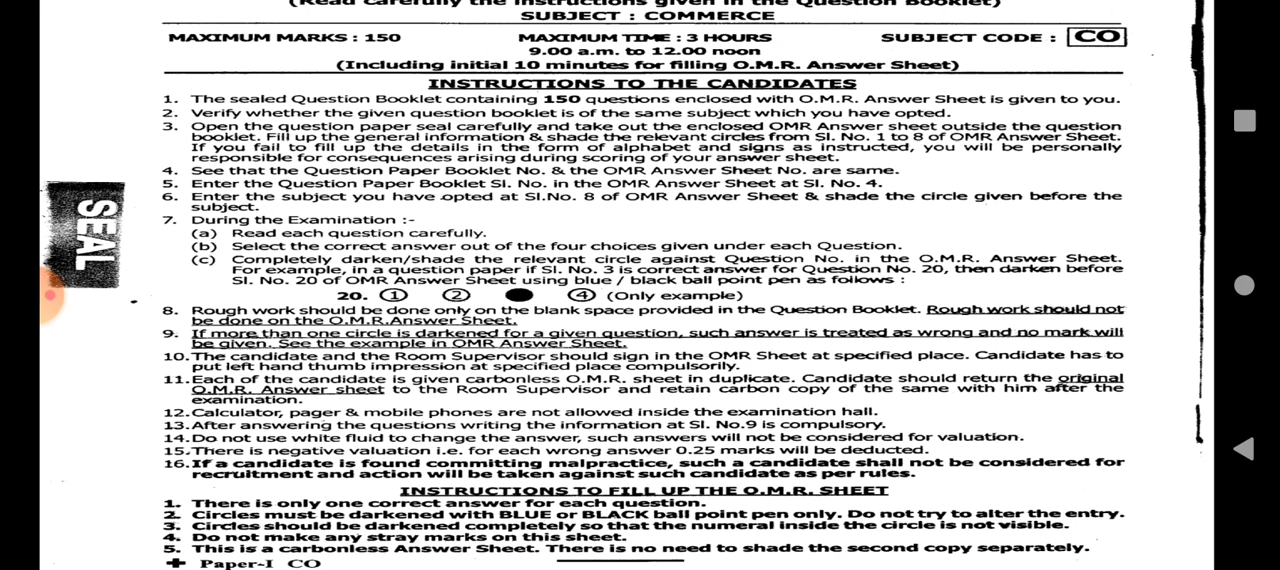 (Read carefully the instructions given in the Question Booklet)
SUBJECT : COMMERCE
MAXIMUM MARKS : 150 MAXIMUM TIME : 3 HOURS SUBJECT CODE : CO
9.00 a.m. to 12.00 noon
(Including initial 10 minutes for filling O.M.R. Answer Sheet)
INSTRUCTIONS TO THE CANDIDATES
1. The sealed Question Booklet containing 150 questions enclosed with O.M.R. Answer Sheet is given to you.
2. Verify whether the given question booklet is of the same subject which you have opted.
3. Open the question paper seal carefully and take out the enclosed OMR Answer sheet outside the question
booklet. Fill up the general information & shade the relevant circles from Sl. No. 1 to 8 of OMR Answer Sheet.
If you fail to fill up the details in the form of alphabet and signs as instructed, you will be personally
responsible for consequences arising during scoring of your answer sheet.
4. See that the Question Paper Booklet No. & the OMR Answer Sheet No. are same.
5. Enter the Question Paper Booklet Sl. No. in the OMR Answer Sheet at Sl. No. 4.
6. Enter the subject you have opted at Sl.No. 8 of OMR Answer Sheet & shade the circle given before the
subject.
7. During the Examination :-
(a) Read each question carefully.
(b) Select the correct answer out of the four choices given under each Question.
(c) Completely darken/shade the relevant circle against Question No. in the O.M.R. Answer Sheet.
For example, in a question paper if Sl. No. 3 is correct answer for Question No. 20, then darken before
Sl. No. 20 of OMR Answer Sheet using blue / black ball point pen as follows :
20. ① ② ● ④ (Only example)
8. Rough work should be done only on the blank space provided in the Question Booklet. Rough work should not
be done on the O.M.R.Answer Sheet.
9. If more than one circle is darkened for a given question, such answer is treated as wrong and no mark will
be given. See the example in OMR Answer Sheet.
10. The candidate and the Room Supervisor should sign in the OMR Sheet at specified place. Candidate has to
put left hand thumb impression at specified place compulsorily.
11. Each of the candidate is given carbonless O.M.R. sheet in duplicate. Candidate should return the original
O.M.R. Answer sheet to the Room Supervisor and retain carbon copy of the same with him after the
examination.
12. Calculator, pager & mobile phones are not allowed inside the examination hall.
13. After answering the questions writing the information at Sl. No.9 is compulsory.
14. Do not use white fluid to change the answer, such answers will not be considered for valuation.
15. There is negative valuation i.e. for each wrong answer 0.25 marks will be deducted.
16. If a candidate is found committing malpractice, such a candidate shall not be considered for
recruitment and action will be taken against such candidate as per rules.
INSTRUCTIONS TO FILL UP THE O.M.R. SHEET
1. There is only one correct answer for each question.
2. Circles must be darkened with BLUE or BLACK ball point pen only. Do not try to alter the entry.
3. Circles should be darkened completely so that the numeral inside the circle is not visible.
4. Do not make any stray marks on this sheet.
5. This is a carbonless Answer Sheet. There is no need to shade the second copy separately.
+ Paper-I CO
SEAL